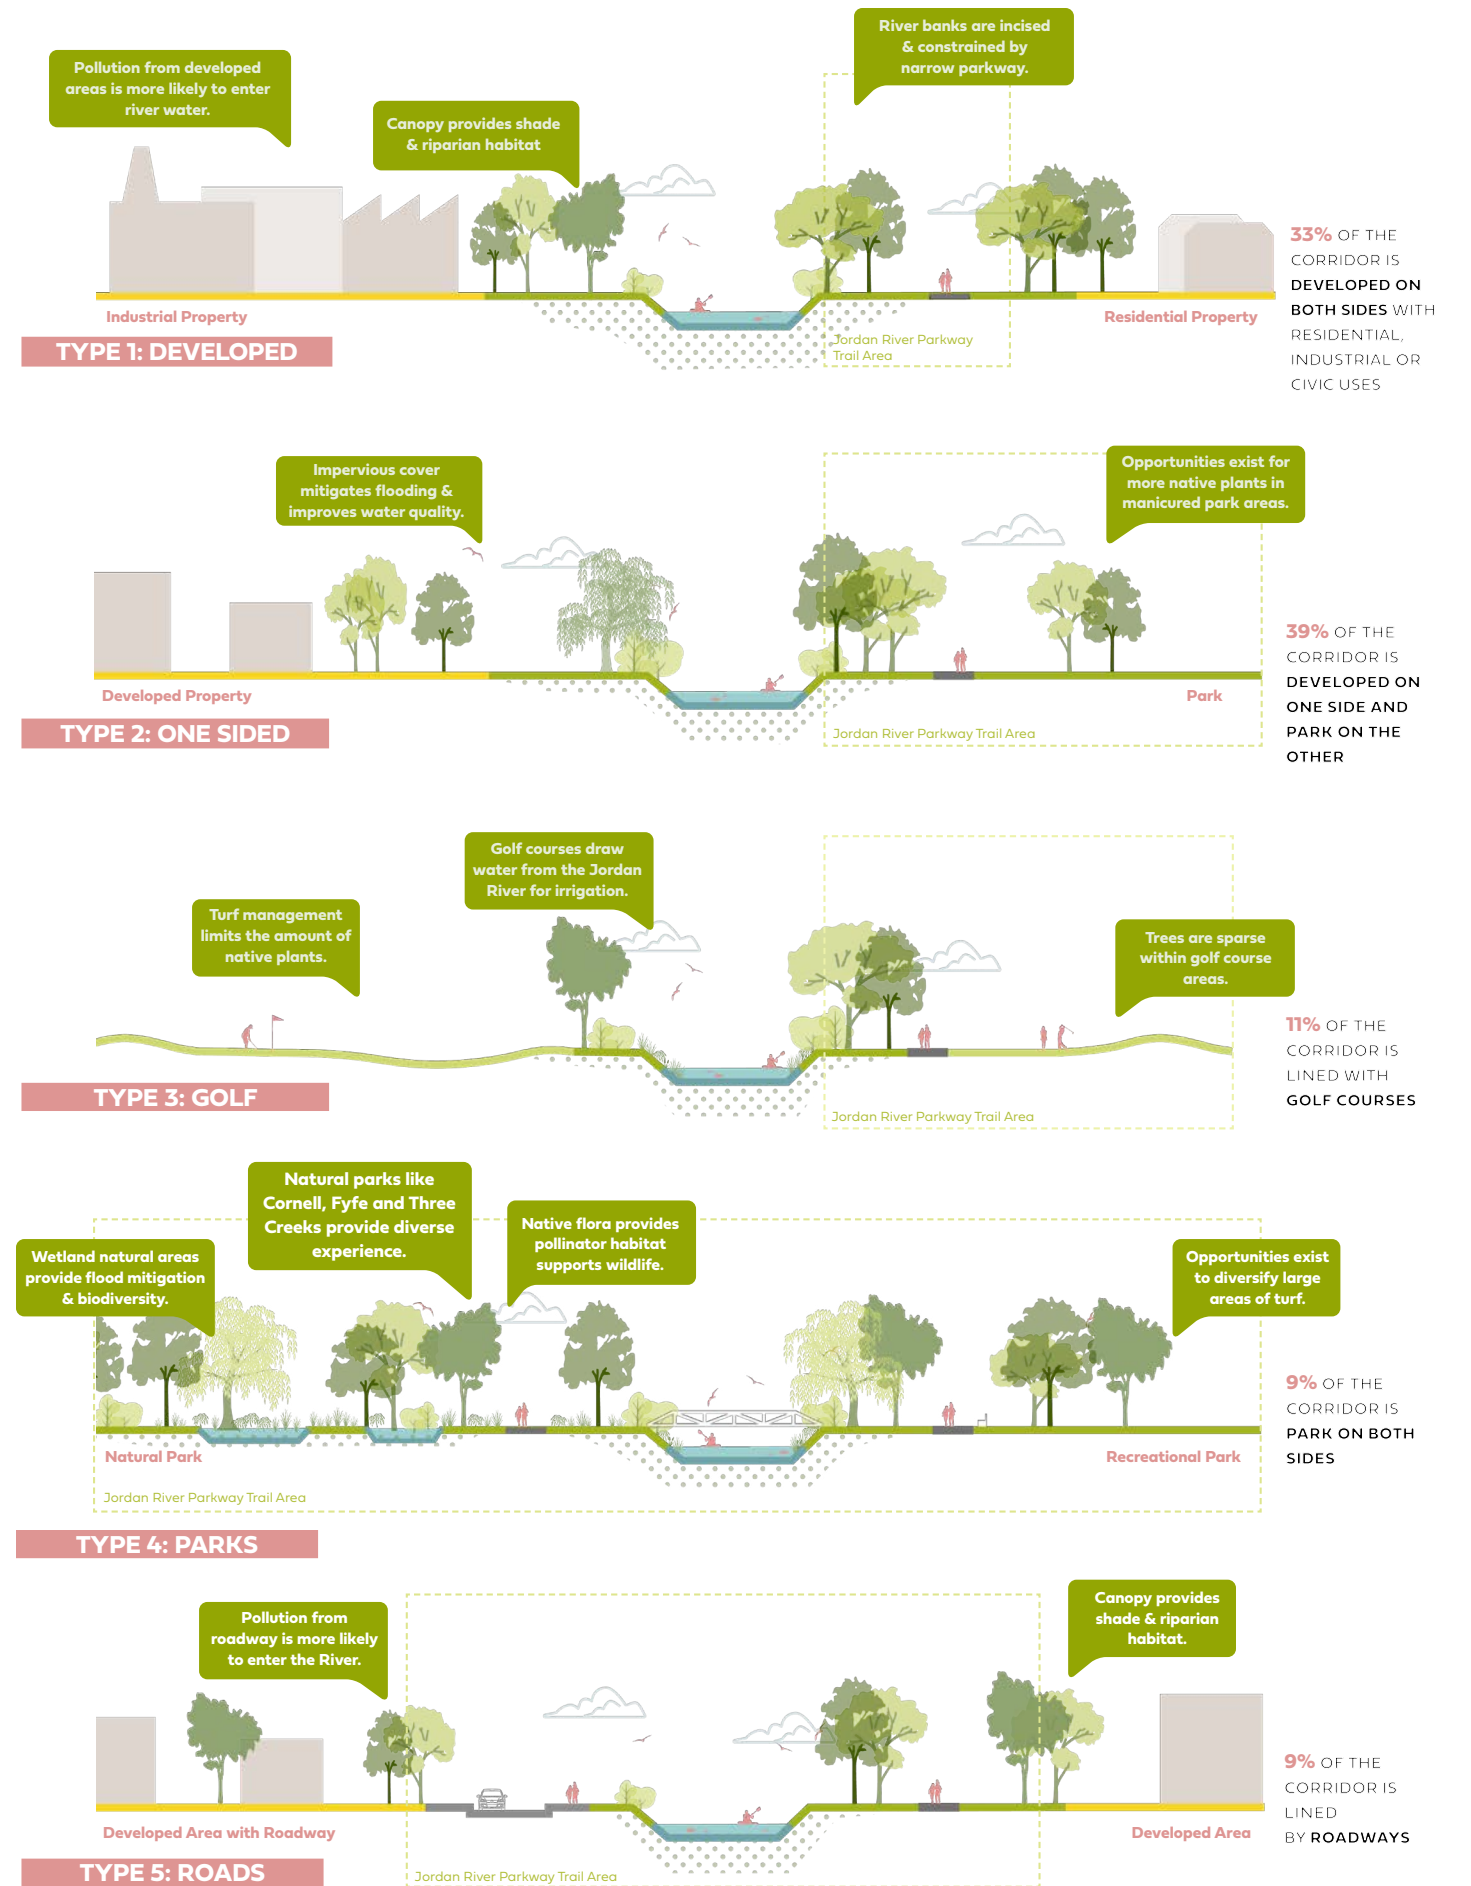 River banks are incised
& constrained by
narrow parkway.
Pollution from developed
areas is more likely to enter
river water.
Canopy provides shade
& riparian habitat
33% OF THE
CORRIDOR IS
DEVELOPED ON
BOTH SIDES WITH
RESIDENTIAL,
INDUSTRIAL OR
CIVIC USES
Industrial Property
Residential Property
Jordan River Parkway
Trail Area
TYPE 1: DEVELOPED
Impervious cover
mitigates flooding &
improves water quality.
Opportunities exist for
more native plants in
manicured park areas.
39% OF THE
CORRIDOR IS
DEVELOPED ON
ONE SIDE AND
PARK ON THE
OTHER
Developed Property
Park
Jordan River Parkway Trail Area
TYPE 2: ONE SIDED
Golf courses draw
water from the Jordan
River for irrigation.
Turf management
limits the amount of
native plants.
Trees are sparse
within golf course
areas.
11% OF THE
CORRIDOR IS
LINED WITH
GOLF COURSES
Jordan River Parkway Trail Area
TYPE 3: GOLF
Natural parks like
Cornell, Fyfe and Three
Creeks provide diverse
experience.
Native flora provides
pollinator habitat
supports wildlife.
Wetland natural areas
provide flood mitigation
& biodiversity.
Opportunities exist
to diversify large
areas of turf.
9% OF THE
CORRIDOR IS
PARK ON BOTH
SIDES
Natural Park
Recreational Park
Jordan River Parkway Trail Area
TYPE 4: PARKS
Canopy provides
shade & riparian
habitat.
Pollution from
roadway is more likely
to enter the River.
9% OF THE
CORRIDOR IS
LINED
BY ROADWAYS
Developed Area with Roadway
Developed Area
Jordan River Parkway Trail Area
TYPE 5: ROADS